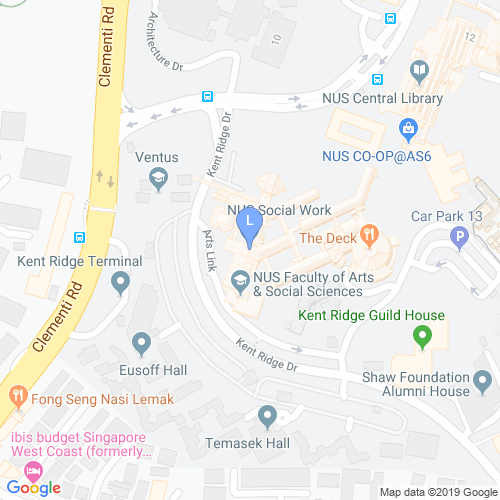 Clementi Rd
Architecture Dr
10
12
NUS Central Library
Kent Ridge Dr
Ventus
NUS CO-OP@AS6
NUS Social Work
L
Car Park 13
P
The Deck
Arts Link
Kent Ridge Terminal
NUS Faculty of Arts
& Social Sciences
Clementi Rd
Kent Ridge Guild House
Kent Ridge Dr
Eusoff Hall
Shaw Foundation
Alumni House
Fong Seng Nasi Lemak
Temasek Hall
ibis budget Singapore
West Coast (formerly…
Google
Map data ©2019 Google